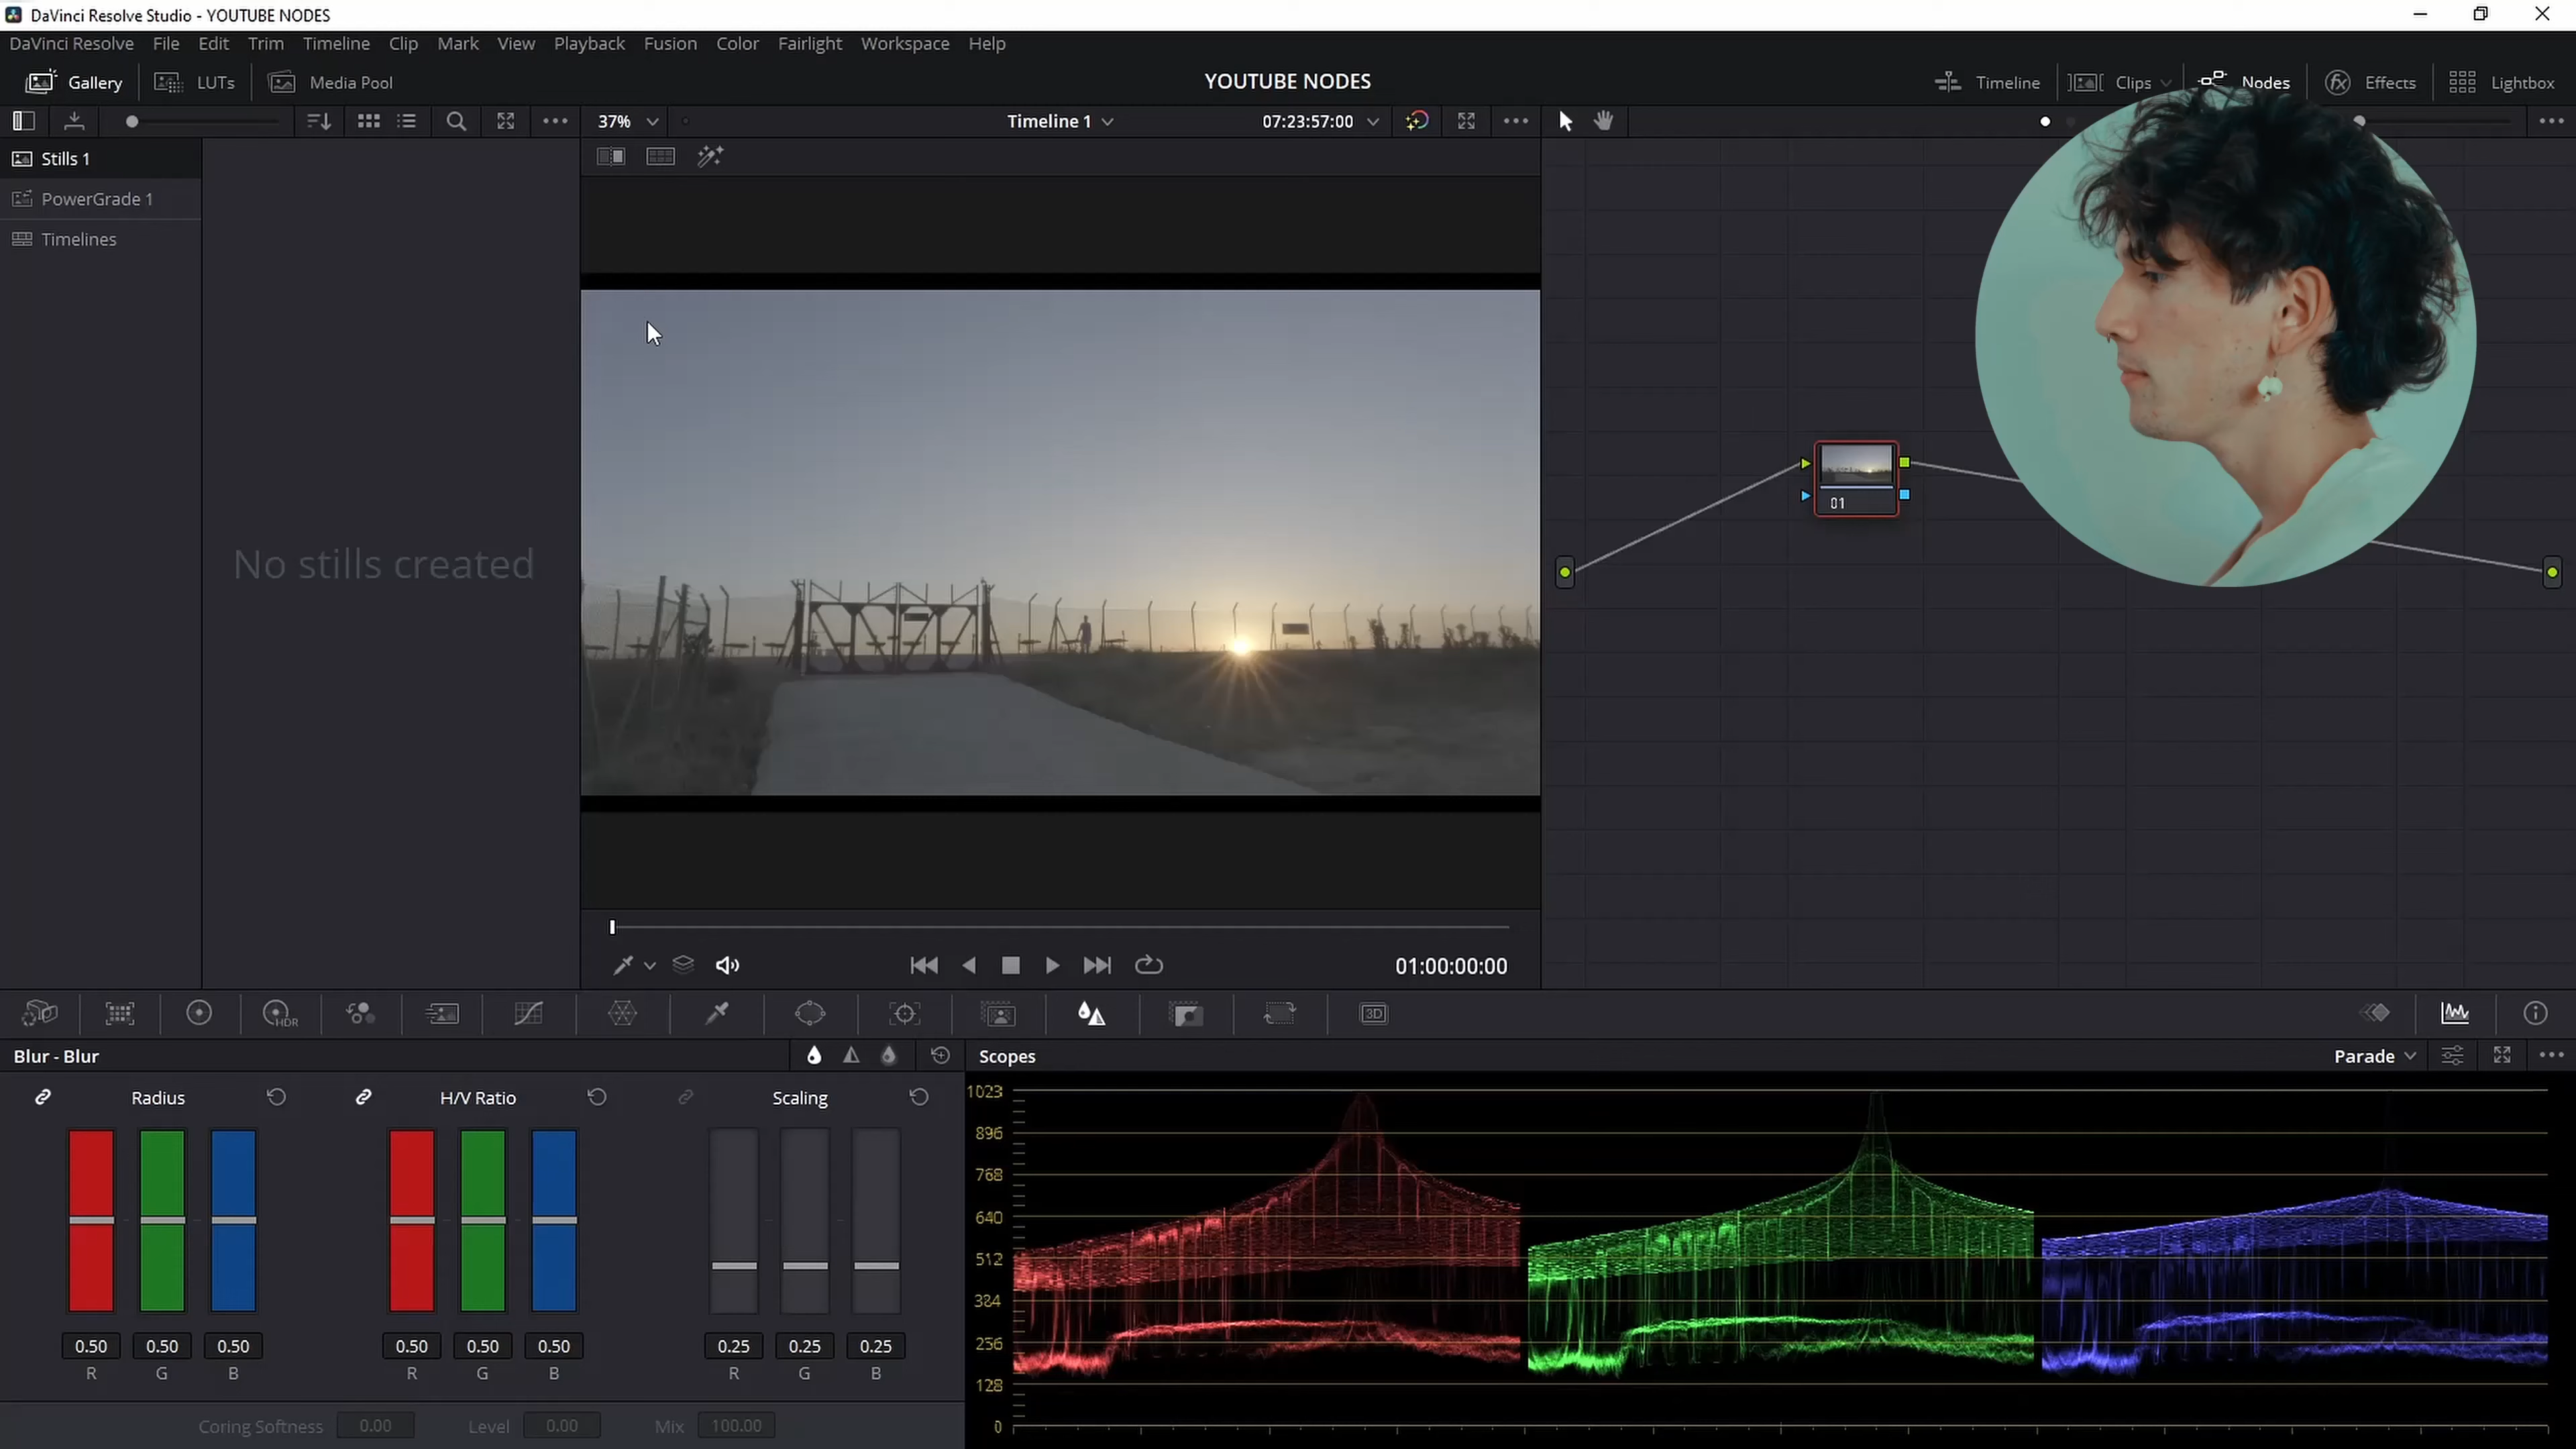 DaVinci Resolve Studio - YOUTUBE NODES
DaVinci Resolve File Edit Trim Timeline Clip Mark View Playback Fusion Color Fairlight Workspace Help
Gallery LUTs Media Pool YOUTUBE NODES Timeline Clips Nodes Effects Lightbox
37% Timeline 1 07:23:57:00
Stills 1
PowerGrade 1
Timelines
No stills created
01
01:00:00:00
HDR 3D
Blur - Blur Scopes Parade
Radius H/V Ratio Scaling
1023
896
768
640
512
384
256
128
0
0.50 0.50 0.50 0.50 0.50 0.50 0.25 0.25 0.25
R G B R G B R G B
Coring Softness 0.00 Level 0.00 Mix 100.00